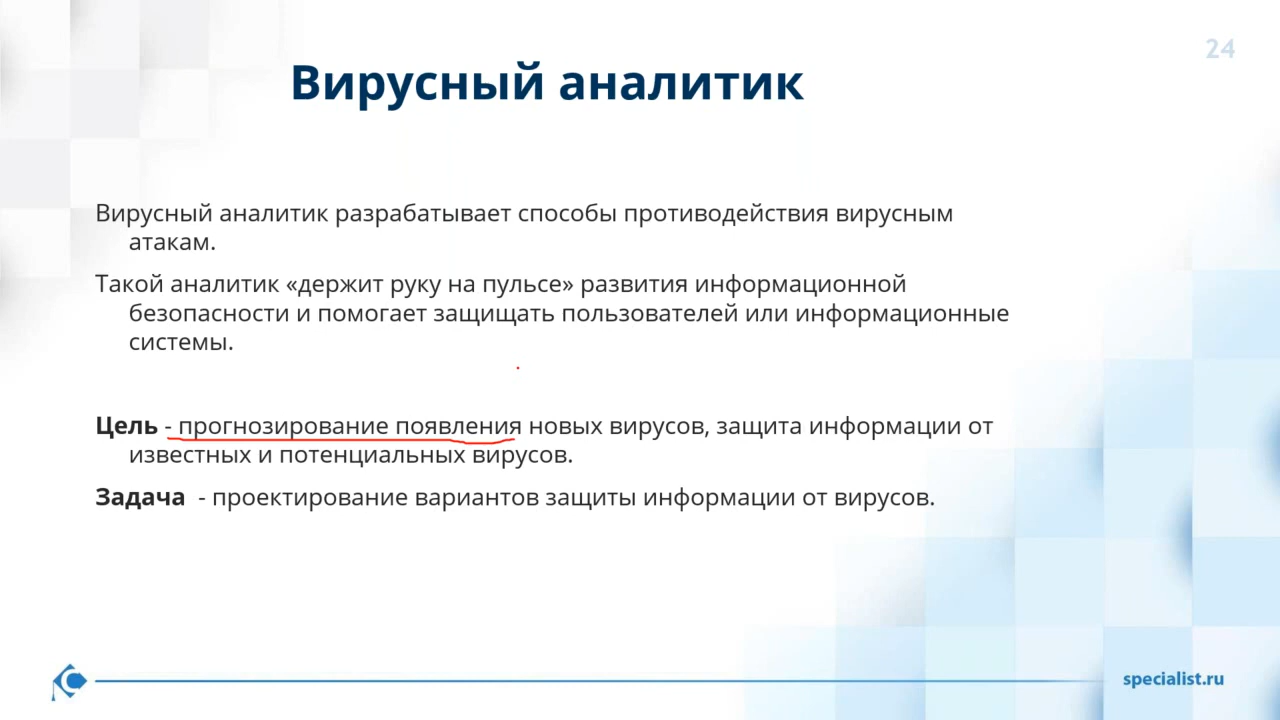 24
Вирусный аналитик
Вирусный аналитик разрабатывает способы противодействия вирусным
атакам.
Такой аналитик «держит руку на пульсе» развития информационной
безопасности и помогает защищать пользователей или информационные
системы.
Цель - прогнозирование появления новых вирусов, защита информации от
известных и потенциальных вирусов.
Задача - проектирование вариантов защиты информации от вирусов.
specialist.ru